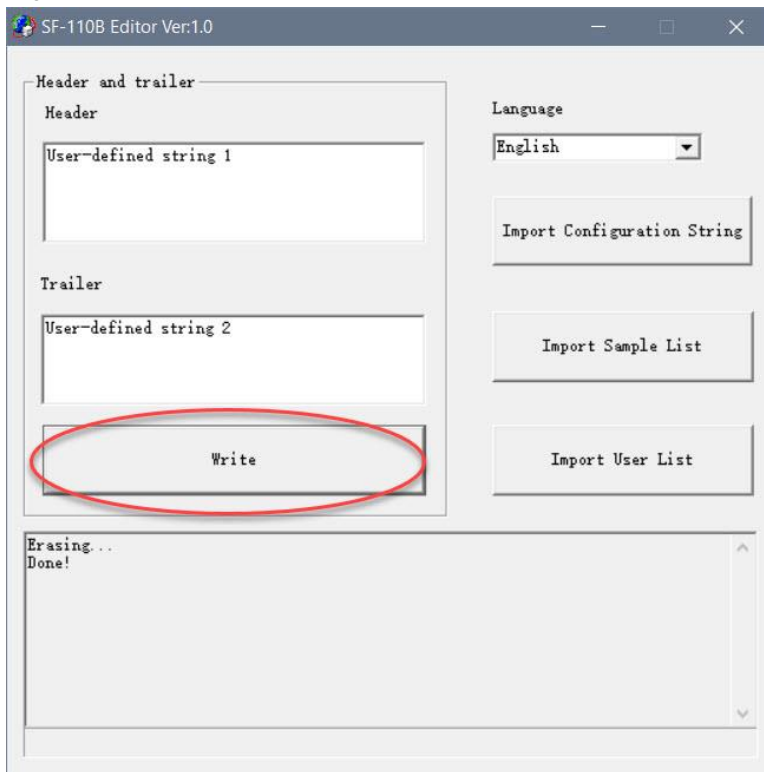 SF-110B Editor Ver:1.0
Header and trailer
Header
User-defined string 1
Trailer
User-defined string 2
Write
Language
English
Import Configuration String
Import Sample List
Import User List
Erasing...
Done!